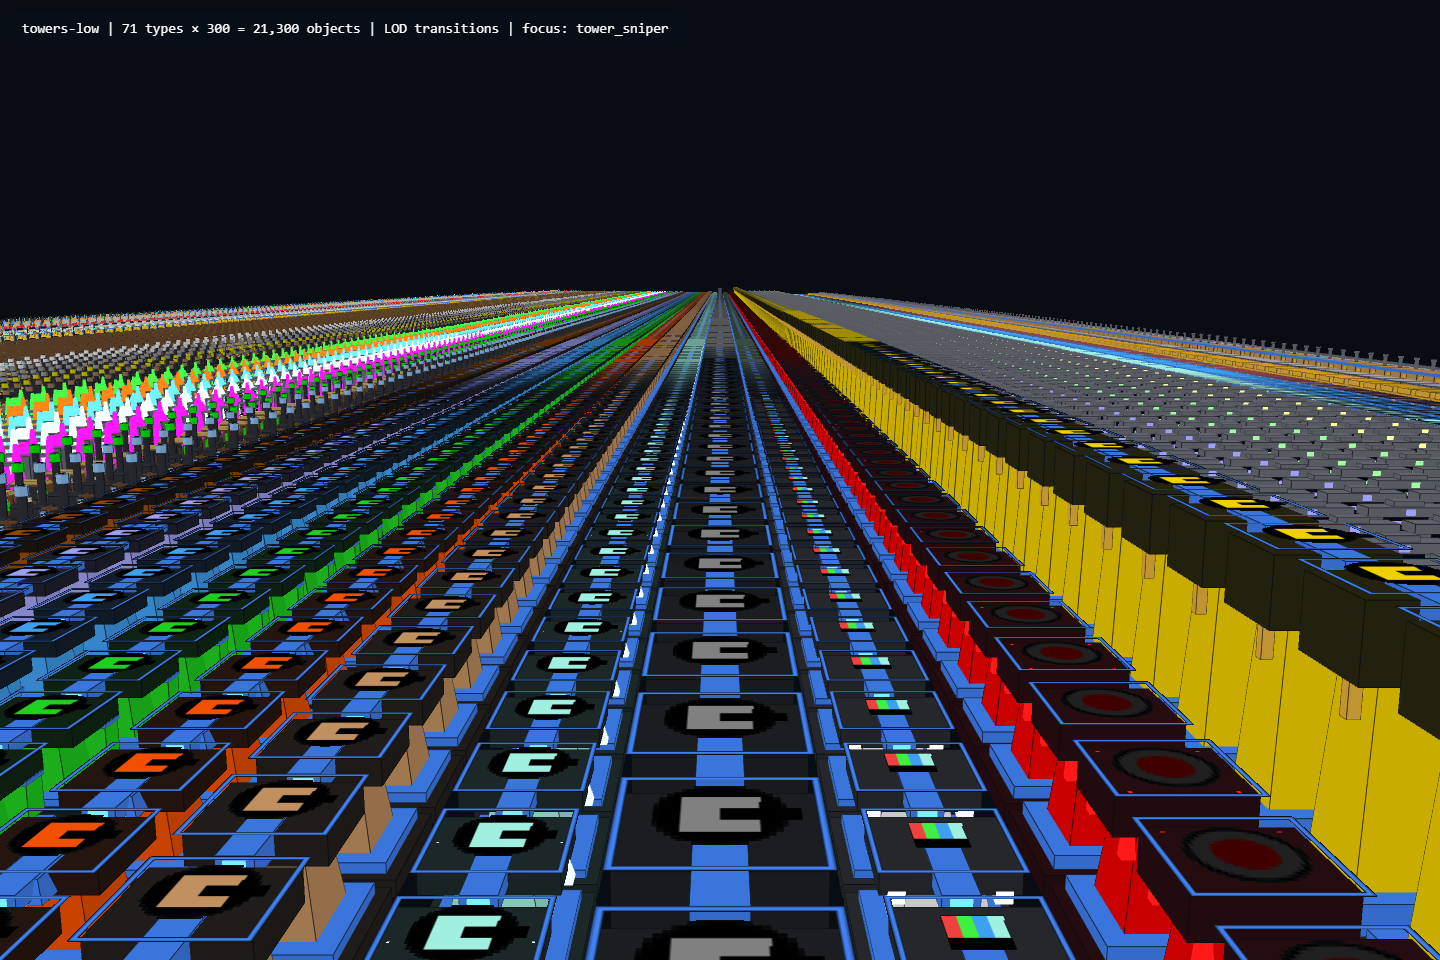 towers-low | 71 types × 300 = 21,300 objects | LOD transitions | focus: tower_sniper